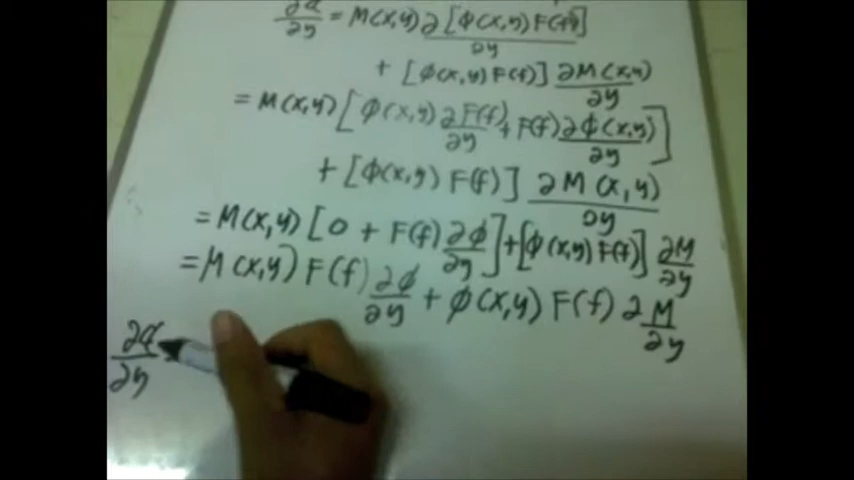 ∂α/∂y = M(x,y) ∂[ϕ(x,y) F(f)]/∂y
+ [ϕ(x,y) F(f)] ∂M(x,y)/∂y
= M(x,y) [ϕ(x,y) ∂F(f)/∂y + F(f) ∂ϕ(x,y)/∂y]
+ [ϕ(x,y) F(f)] ∂M(x,y)/∂y
= M(x,y) [0 + F(f) ∂ϕ/∂y] + [ϕ(x,y) F(f)] ∂M/∂y
= M(x,y) F(f) ∂ϕ/∂y + ϕ(x,y) F(f) ∂M/∂y
∂α/∂y